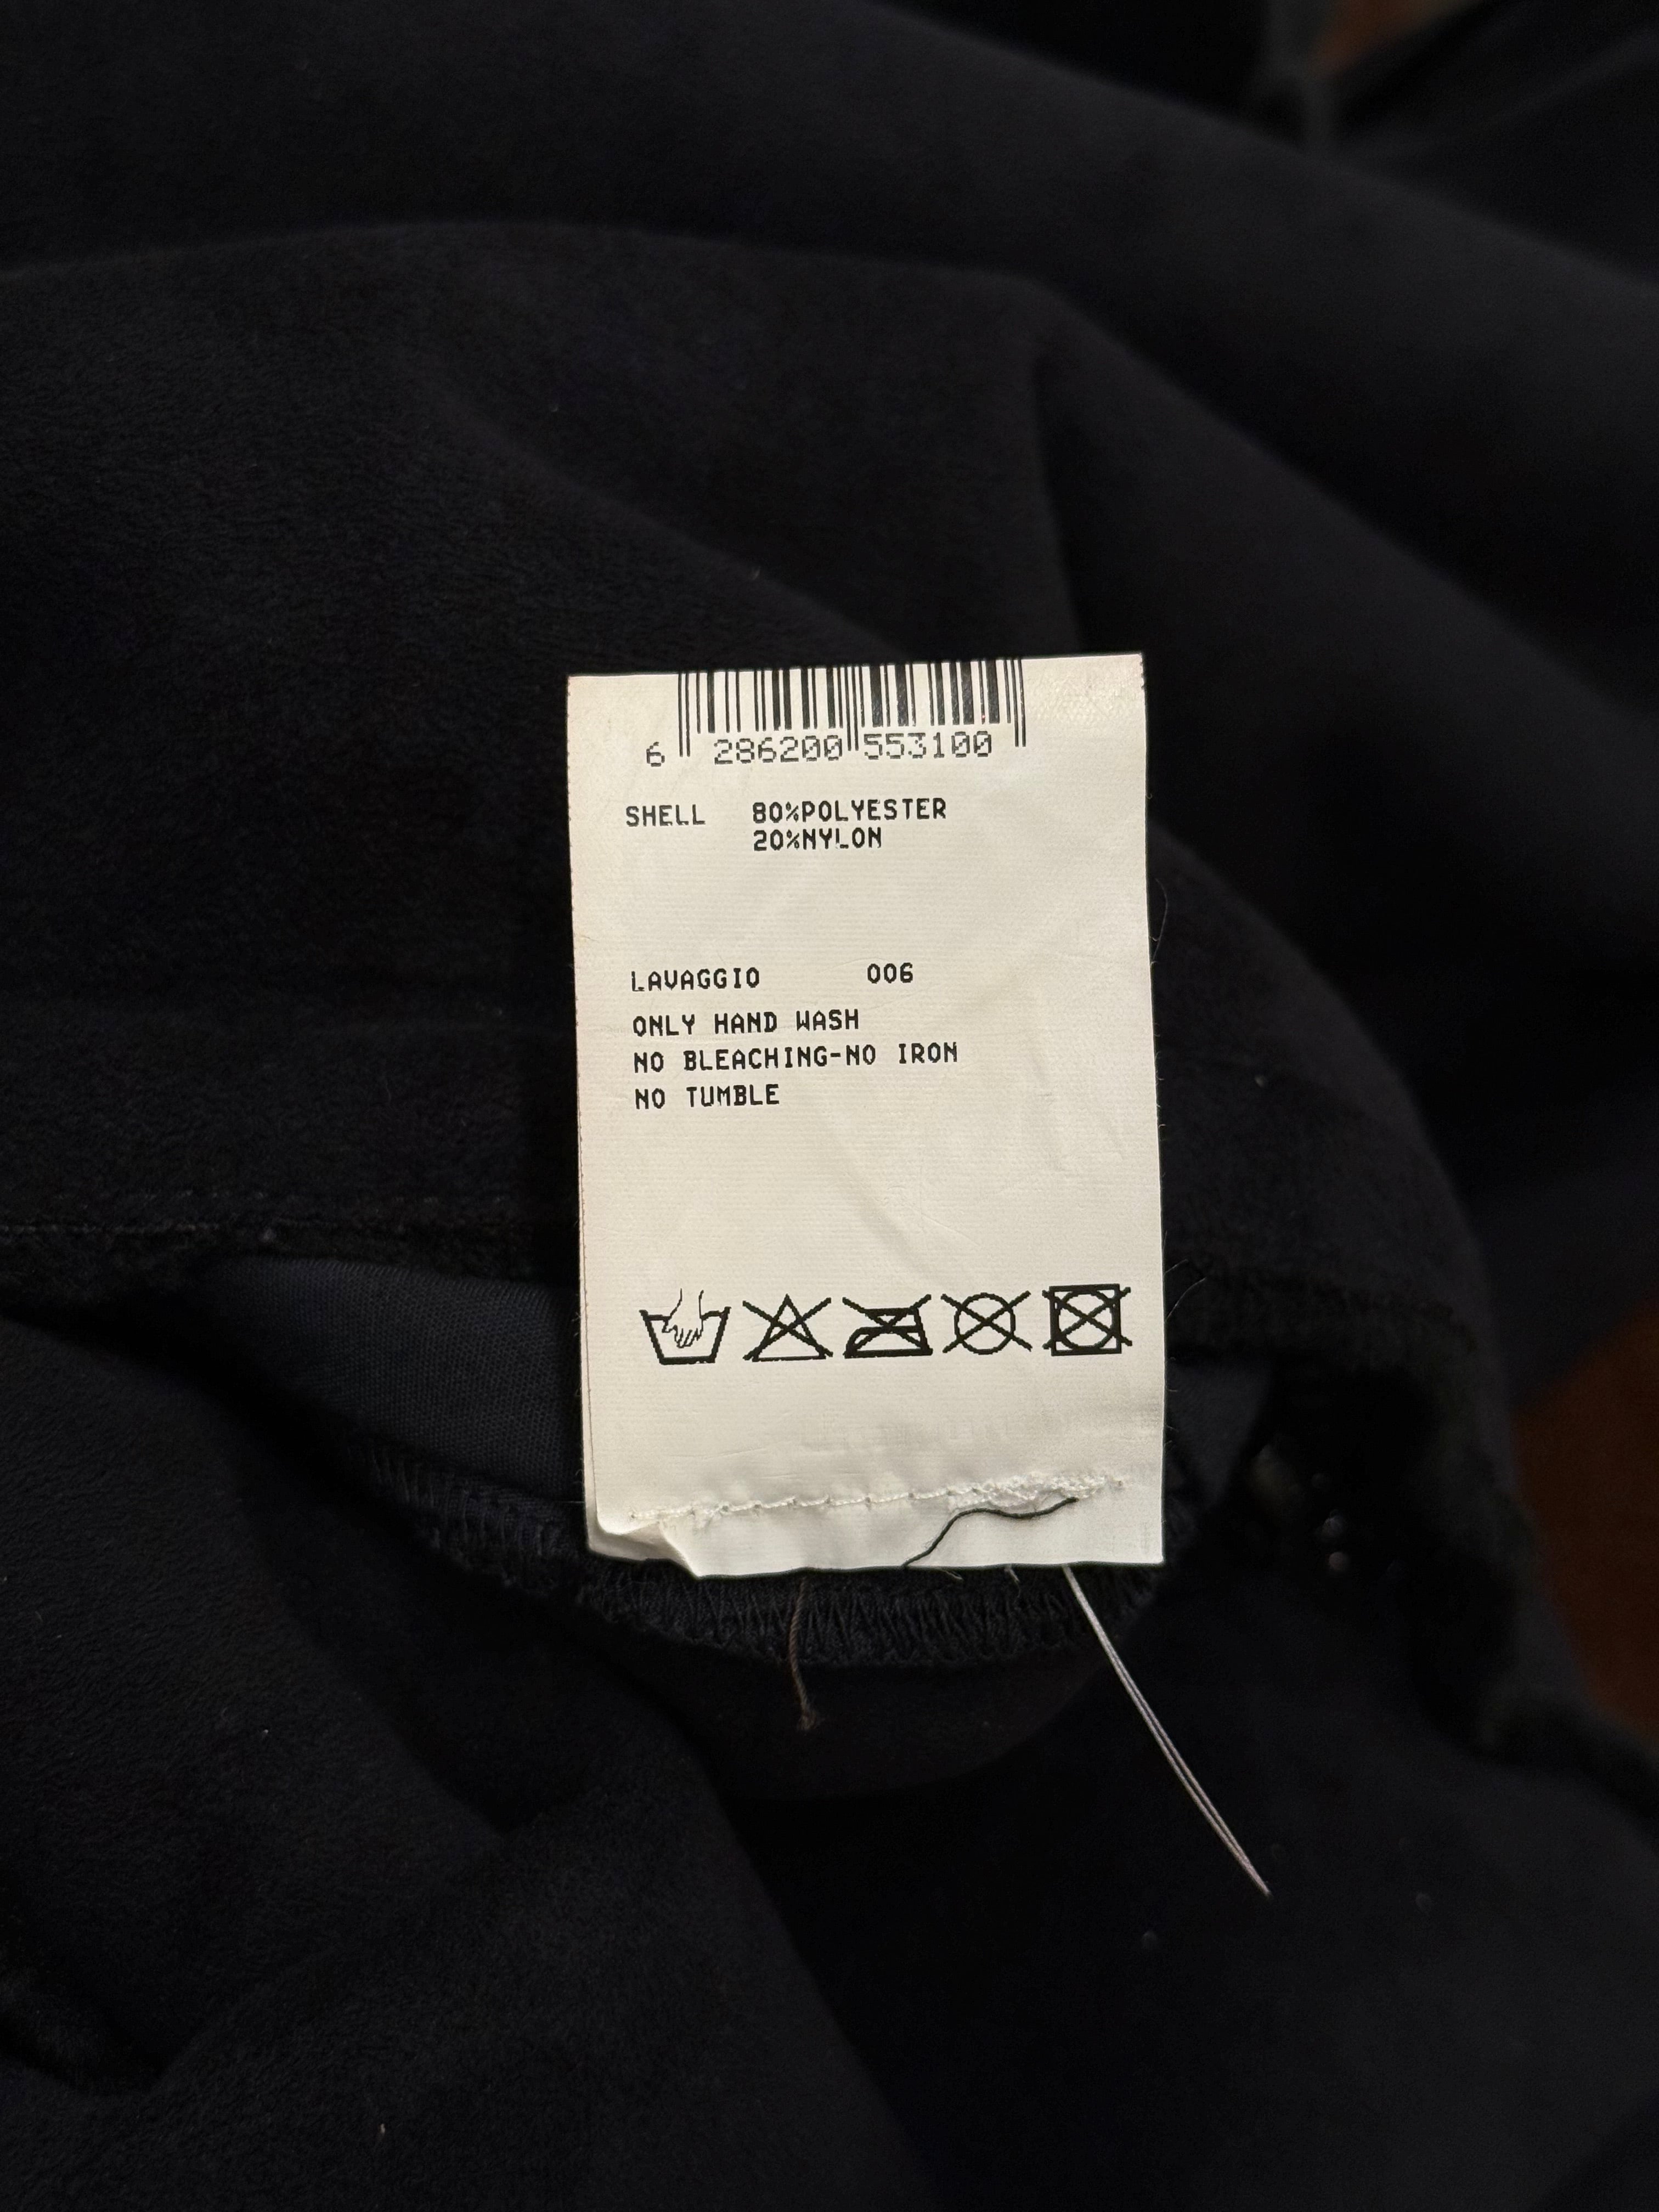 6 286200 553100
SHELL 80%POLYESTER
20%NYLON
LAVAGGIO 006
ONLY HAND WASH
NO BLEACHING-NO IRON
NO TUMBLE